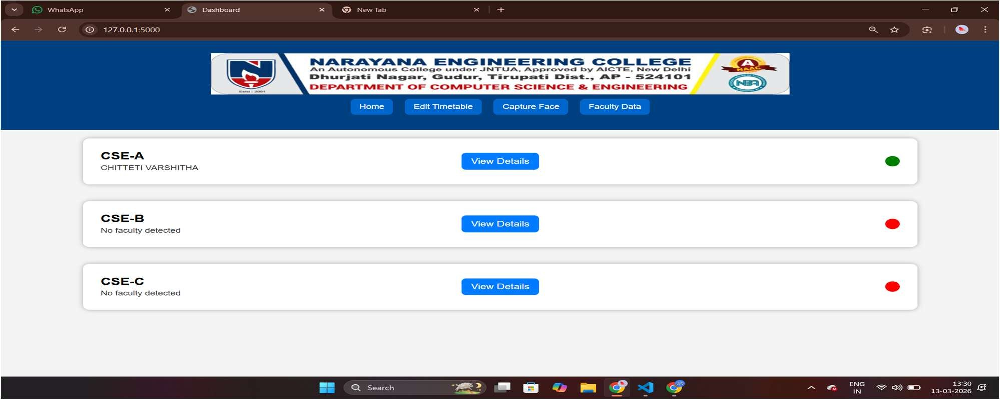 WhatsApp
Dashboard
New Tab
127.0.0.1:5000
NARAYANA ENGINEERING COLLEGE
An Autonomous College under JNTUA, Approved by AICTE, New Delhi
Dhurjati Nagar, Gudur, Tirupati Dist., AP - 524101
DEPARTMENT OF COMPUTER SCIENCE & ENGINEERING
Estd : 2001
A
NAAC
NBA
Home
Edit Timetable
Capture Face
Faculty Data
CSE-A
CHITTETI VARSHITHA
View Details
CSE-B
No faculty detected
View Details
CSE-C
No faculty detected
View Details
Search
ENG
IN
13:30
13-03-2026